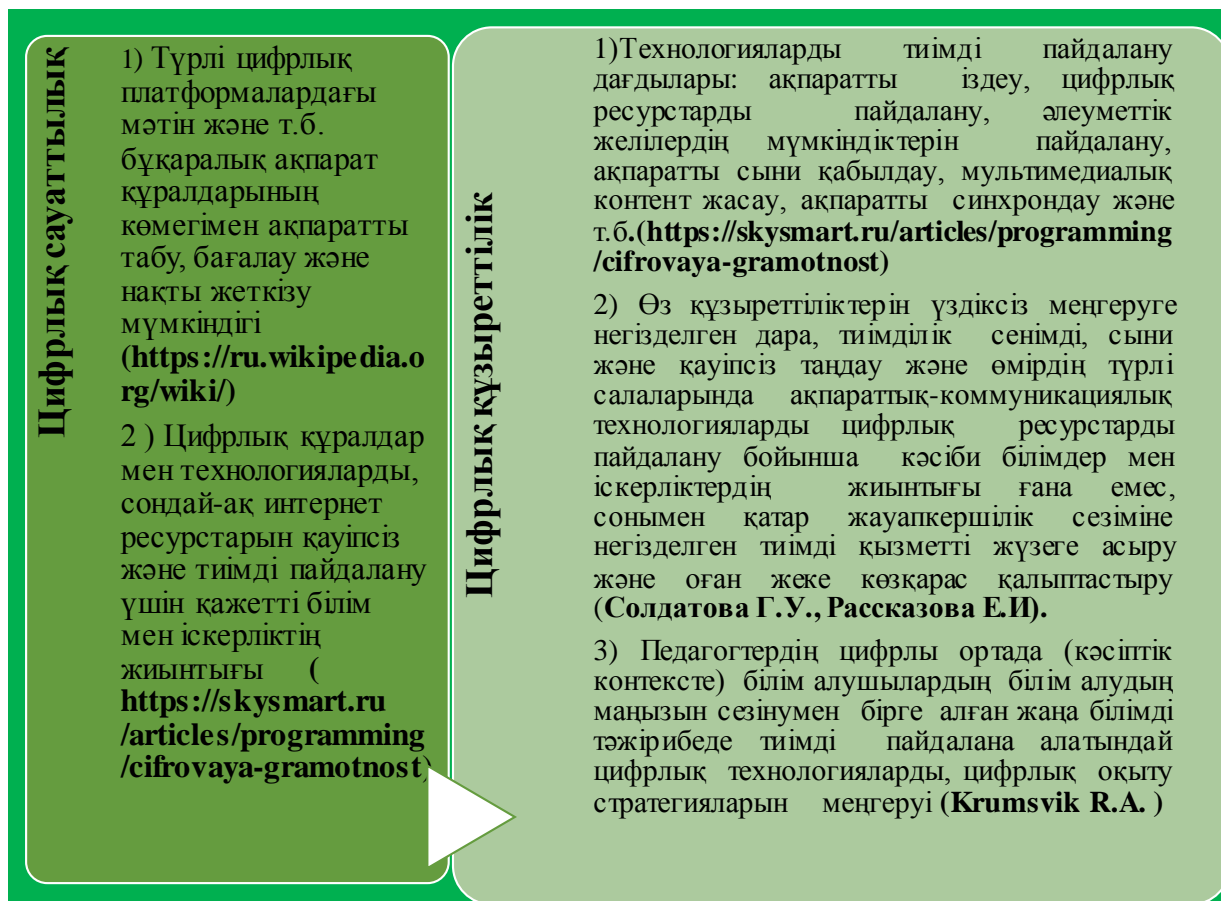 Цифрлық сауаттылық
1) Түрлі цифрлық
платформалардағы
мәтін және т.б.
бұқаралық ақпарат
құралдарының
көмегімен ақпаратты
табу, бағалау және
нақты жеткізу
мүмкіндігі
(https://ru.wikipedia.o
rg/wiki/)
2 ) Цифрлық құралдар
мен технологияларды,
сондай-ақ интернет
ресурстарын қауіпсіз
және тиімді пайдалану
үшін қажетті білім
мен іскерліктің
жиынтығы (
https://skysmart.ru
/articles/programming
/cifrovaya-gramotnost)
Цифрлық құзыреттілік
1)Технологияларды тиімді пайдалану
дағдылары: ақпаратты іздеу, цифрлық
ресурстарды пайдалану, әлеуметтік
желілердің мүмкіндіктерін пайдалану,
ақпаратты сыни қабылдау, мультимедиалық
контент жасау, ақпаратты синхрондау және
т.б.(https://skysmart.ru/articles/programming
/cifrovaya-gramotnost)
2) Өз құзыреттіліктерін үздіксіз меңгеруге
негізделген дара, тиімділік сенімді, сыни
және қауіпсіз таңдау және өмірдің түрлі
салаларында ақпараттық-коммуникациялық
технологияларды цифрлық ресурстарды
пайдалану бойынша кәсіби білімдер мен
іскерліктердің жиынтығы ғана емес,
сонымен қатар жауапкершілік сезіміне
негізделген тиімді қызметті жүзеге асыру
және оған жеке көзқарас қалыптастыру
(Солдатова Г.У., Рассказова Е.И).
3) Педагогтердің цифрлы ортада (кәсіптік
контексте) білім алушылардың білім алудың
маңызын сезінумен бірге алған жаңа білімді
тәжірибеде тиімді пайдалана алатындай
цифрлық технологияларды, цифрлық оқыту
стратегияларын меңгеруі (Krumsvik R.A. )